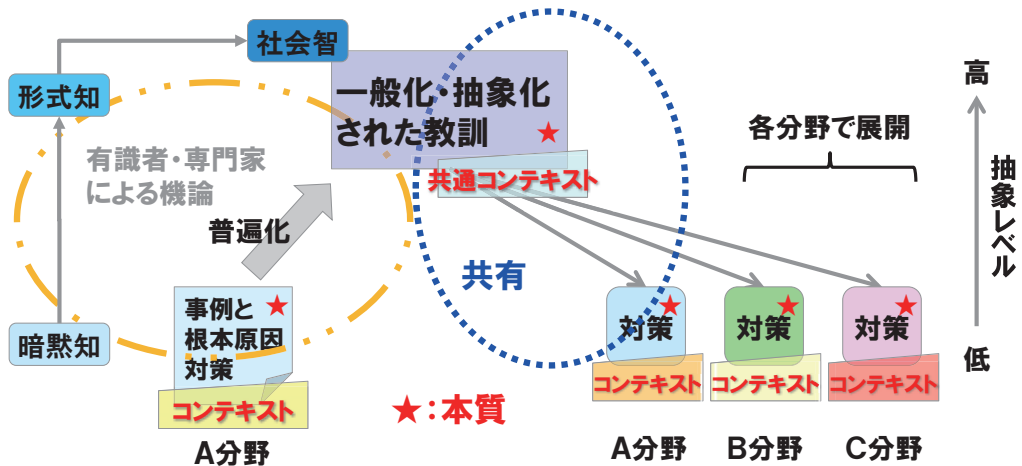 社会智
形式知
一般化・抽象化
された教訓
★
共通コンテキスト
有識者・専門家
による機論
普遍化
共有
各分野で展開
高
抽象レベル
低
暗黙知
事例と
根本原因
対策
★
コンテキスト
A分野
★：本質
対策
★
コンテキスト
A分野
対策
★
コンテキスト
B分野
対策
★
コンテキスト
C分野